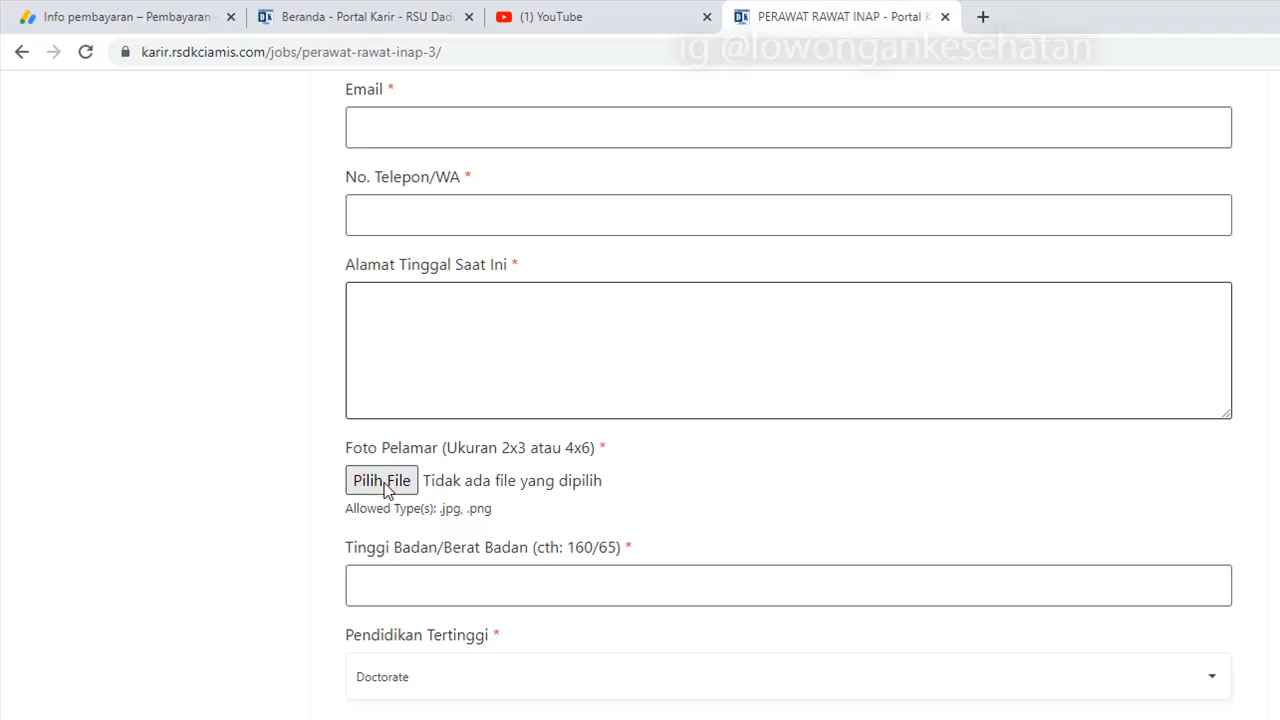 Info pembayaran – Pembayaran
Beranda - Portal Karir - RSU Dadi
(1) YouTube
PERAWAT RAWAT INAP - Portal K
karir.rsdkciamis.com/jobs/perawat-rawat-inap-3/
ig @lowongankesehatan
Email *
No. Telepon/WA *
Alamat Tinggal Saat Ini *
Foto Pelamar (Ukuran 2x3 atau 4x6) *
Pilih File Tidak ada file yang dipilih
Allowed Type(s): .jpg, .png
Tinggi Badan/Berat Badan (cth: 160/65) *
Pendidikan Tertinggi *
Doctorate